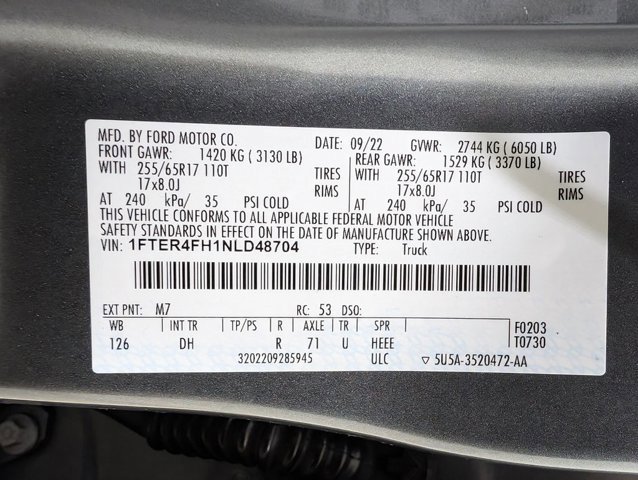 MFD. BY FORD MOTOR CO. DATE: 09/22 GVWR: 2744 KG ( 6050 LB)
FRONT GAWR: 1420 KG ( 3130 LB) REAR GAWR: 1529 KG ( 3370 LB)
WITH 255/65R17 110T TIRES WITH 255/65R17 110T TIRES
17x8.0J RIMS 17x8.0J RIMS
AT 240 kPa/ 35 PSI COLD AT 240 kPa/ 35 PSI COLD
THIS VEHICLE CONFORMS TO ALL APPLICABLE FEDERAL MOTOR VEHICLE
SAFETY STANDARDS IN EFFECT ON THE DATE OF MANUFACTURE SHOWN ABOVE.
VIN: 1FTER4FH1NLD48704 TYPE: Truck
EXT PNT: M7 RC: 53 DSO:
WB INT TR TP/PS R AXLE TR SPR F0203
126 DH R 71 U HEEE T0730
3202209285945 ULC ▽ 5U5A-3520472-AA